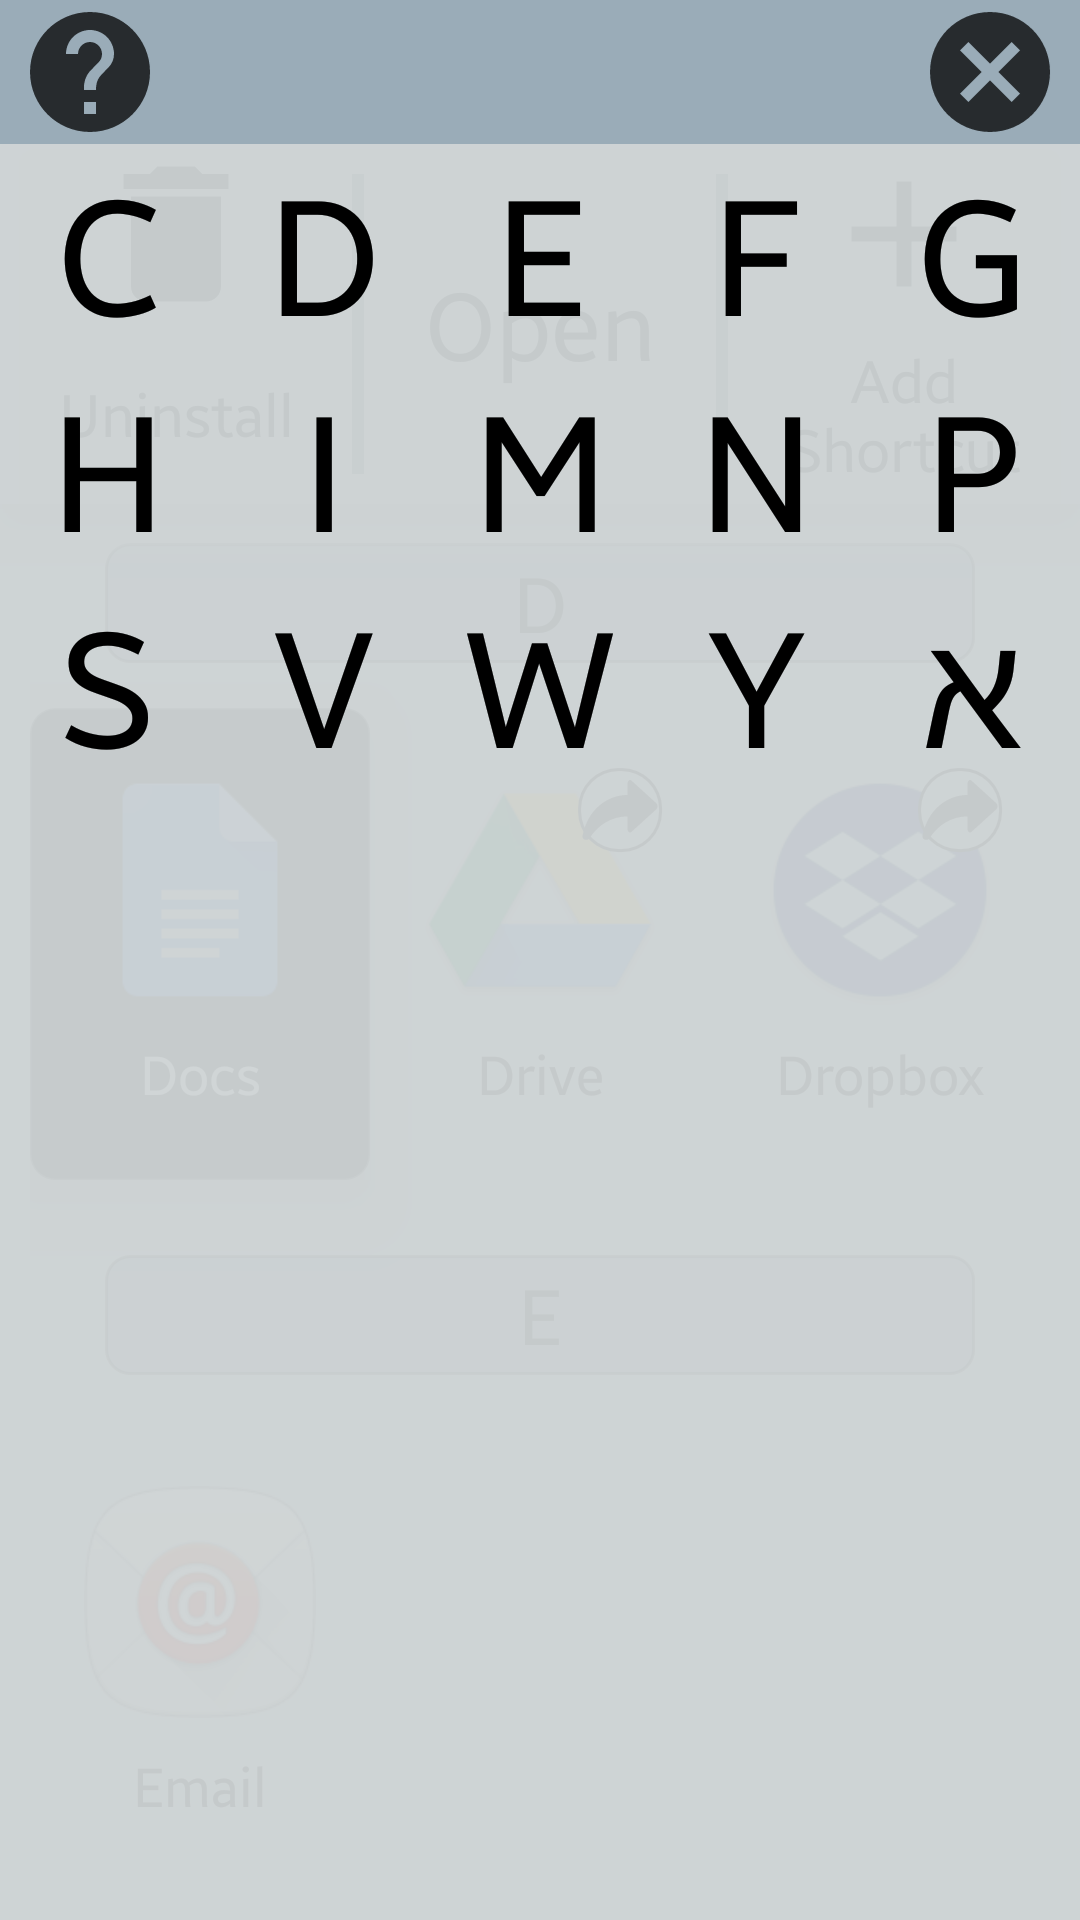 C D E F G
Open
Uninstall
Add
Shortcut
H I M N P
D
S V W Y א
Docs Drive Dropbox
E
@
Email